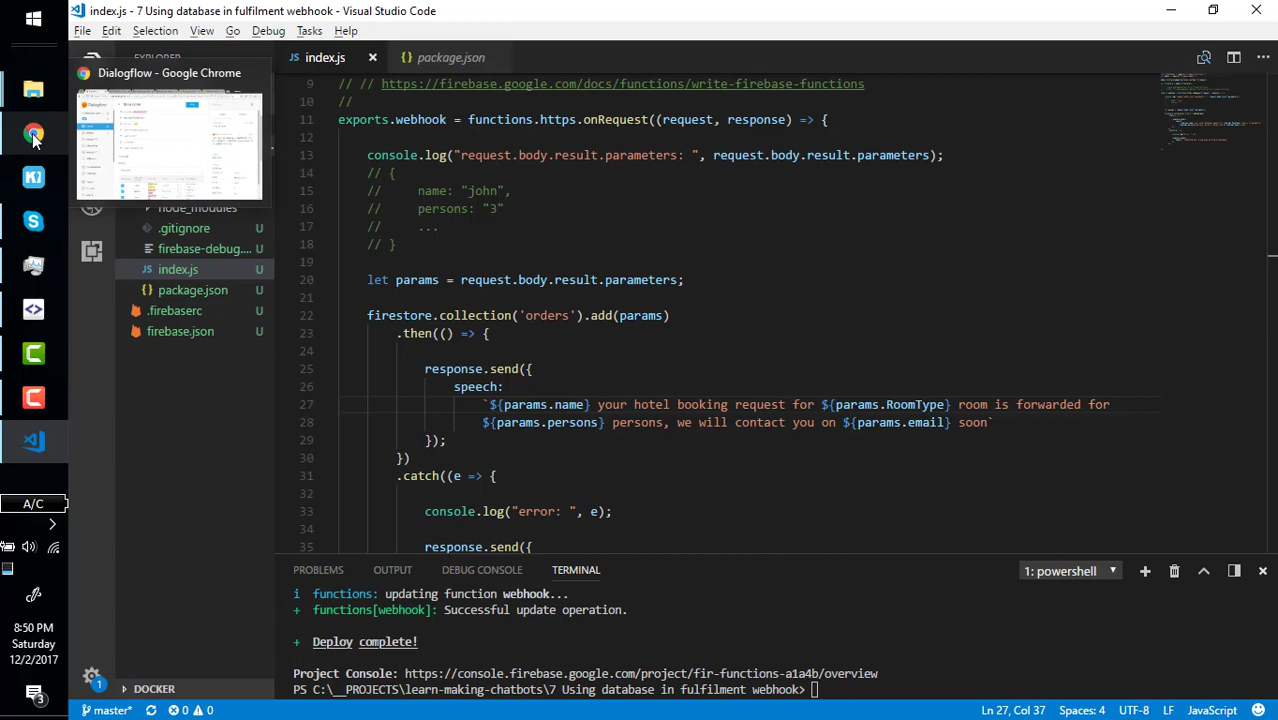 index.js - 7 Using database in fulfilment webhook - Visual Studio Code
File Edit Selection View Go Debug Tasks Help
EXPLORER
JS index.js
{} package.json
Dialogflow - Google Chrome
node_modules
.gitignore U
firebase-debug.... U
JS index.js U
{} package.json U
.firebaserc U
firebase.json U
DOCKER
9 // // https://firebase.google.com/docs/functions/write-firebase-functions
10 //
11 exports.webhook = functions.https.onRequest((request, response) => {
12
13 console.log("request.body.result.parameters: ", request.body.result.parameters);
14 // {
15 // name: "john",
16 // persons: "3"
17 // ...
18 // }
19
20 let params = request.body.result.parameters;
21
22 firestore.collection('orders').add(params)
23 .then(() => {
24
25 response.send({
26 speech:
27 `${params.name} your hotel booking request for ${params.RoomType} room is forwarded for
28 ${params.persons} persons, we will contact you on ${params.email} soon`
29 });
30 })
31 .catch((e => {
32
33 console.log("error: ", e);
34
35 response.send({
PROBLEMS OUTPUT DEBUG CONSOLE TERMINAL 1: powershell
i functions: updating function webhook...
+ functions[webhook]: Successful update operation.
+ Deploy complete!
Project Console: https://console.firebase.google.com/project/fir-functions-a1a4b/overview
PS C:\__PROJECTS\learn-making-chatbots\7 Using database in fulfilment webhook>
A/C
8:50 PM
Saturday
12/2/2017
3
1
master* 0 0 Ln 27, Col 37 Spaces: 4 UTF-8 LF JavaScript